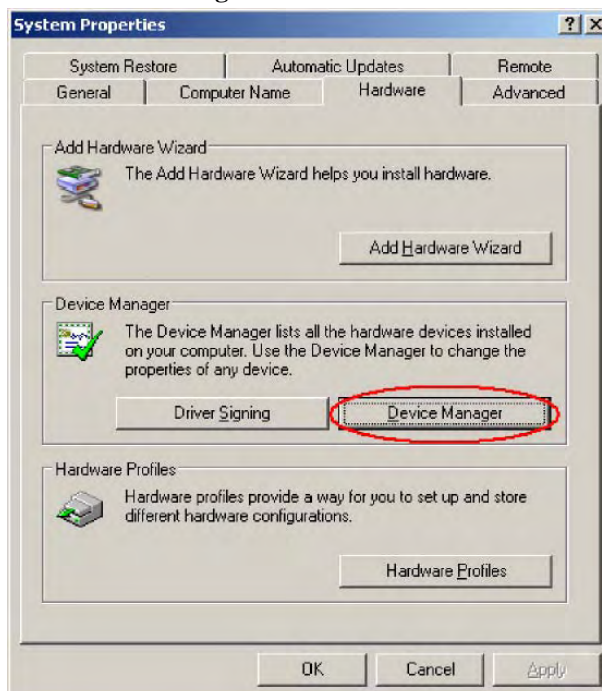 System Properties
? X
System Restore Automatic Updates Remote
General Computer Name Hardware Advanced
Add Hardware Wizard
The Add Hardware Wizard helps you install hardware.
Add Hardware Wizard
Device Manager
The Device Manager lists all the hardware devices installed
on your computer. Use the Device Manager to change the
properties of any device.
Driver Signing Device Manager
Hardware Profiles
Hardware profiles provide a way for you to set up and store
different hardware configurations.
Hardware Profiles
OK Cancel Apply